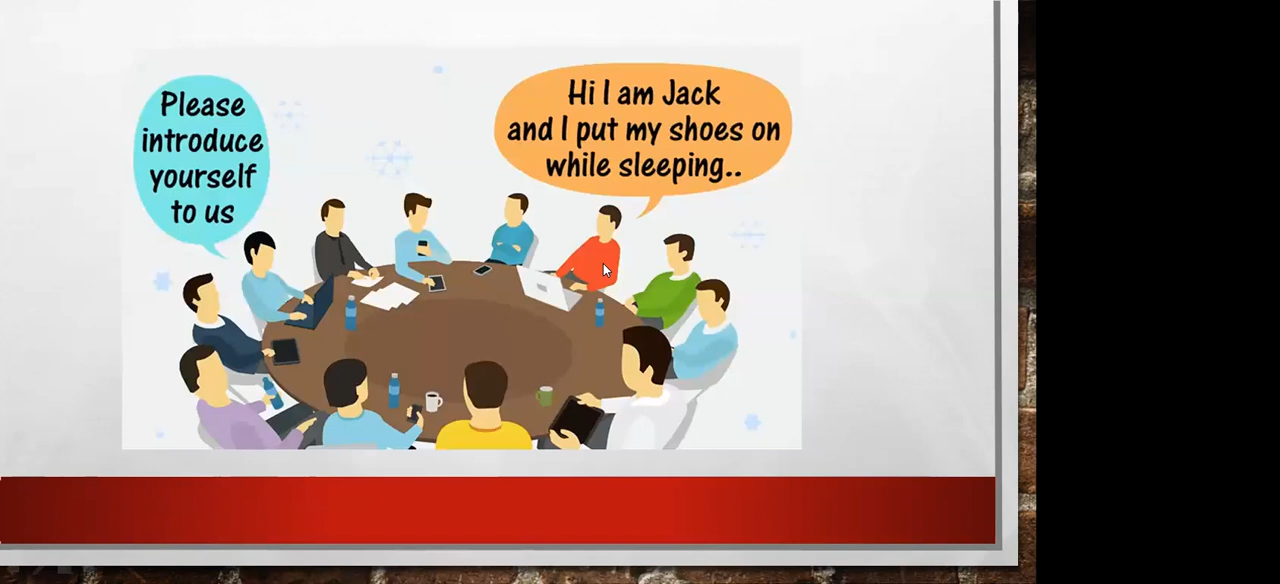 Please
introduce
yourself
to us
Hi I am Jack
and I put my shoes on
while sleeping..